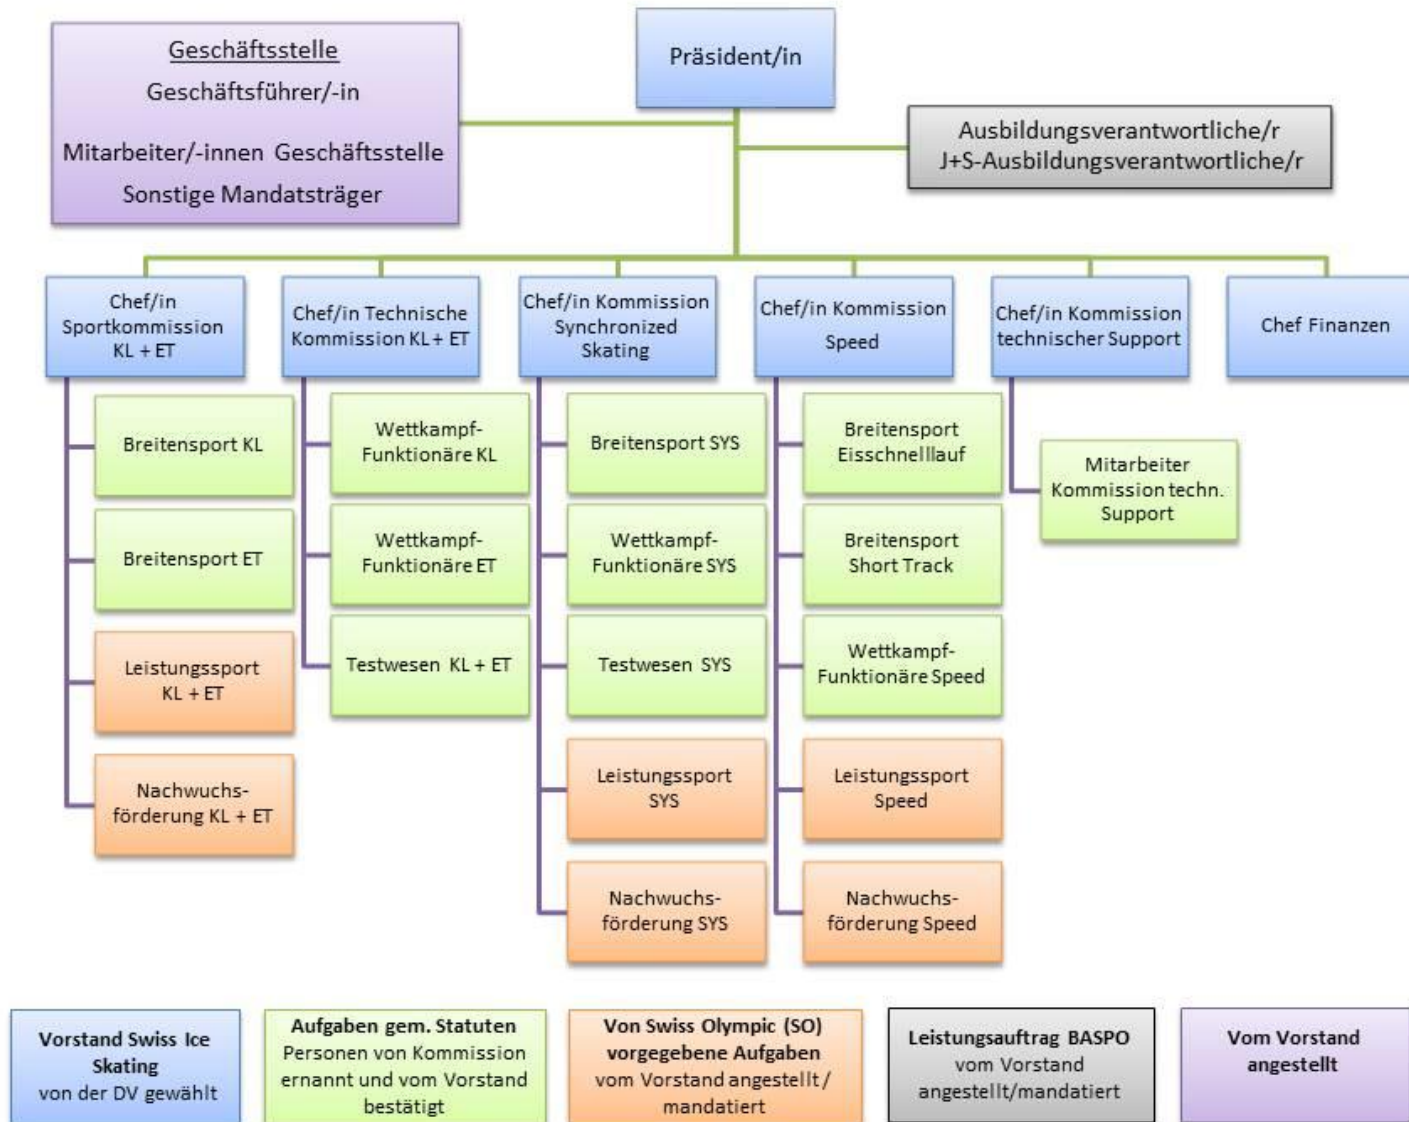 Geschäftsstelle
Geschäftsführer/-in
Mitarbeiter/-innen Geschäftsstelle
Sonstige Mandatsträger
Präsident/in
Ausbildungsverantwortliche/r
J+S-Ausbildungsverantwortliche/r
Chef/in
Sportkommission
KL + ET
Chef/in Technische
Kommission KL+ ET
Chef/in Kommission
Synchronized
Skating
Chef/in Kommission
Speed
Chef/in Kommission
technischer Support
Chef Finanzen
Breitensport KL
Breitensport ET
Leistungssport
KL + ET
Nachwuchs-
förderung KL + ET
Wettkampf-
Funktionäre KL
Wettkampf-
Funktionäre ET
Testwesen KL + ET
Breitensport SYS
Wettkampf-
Funktionäre SYS
Testwesen SYS
Leistungssport
SYS
Nachwuchs-
förderung SYS
Breitensport
Eisschnelllauf
Breitensport
Short Track
Wettkampf-
Funktionäre Speed
Leistungssport
Speed
Nachwuchs-
förderung Speed
Mitarbeiter
Kommission techn.
Support
Vorstand Swiss Ice
Skating
von der DV gewählt
Aufgaben gem. Statuten
Personen von Kommission
ernannt und vom Vorstand
bestätigt
Von Swiss Olympic (SO)
vorgegebene Aufgaben
vom Vorstand angestellt /
mandatiert
Leistungsauftrag BASPO
vom Vorstand
angestellt/mandatiert
Vom Vorstand
angestellt